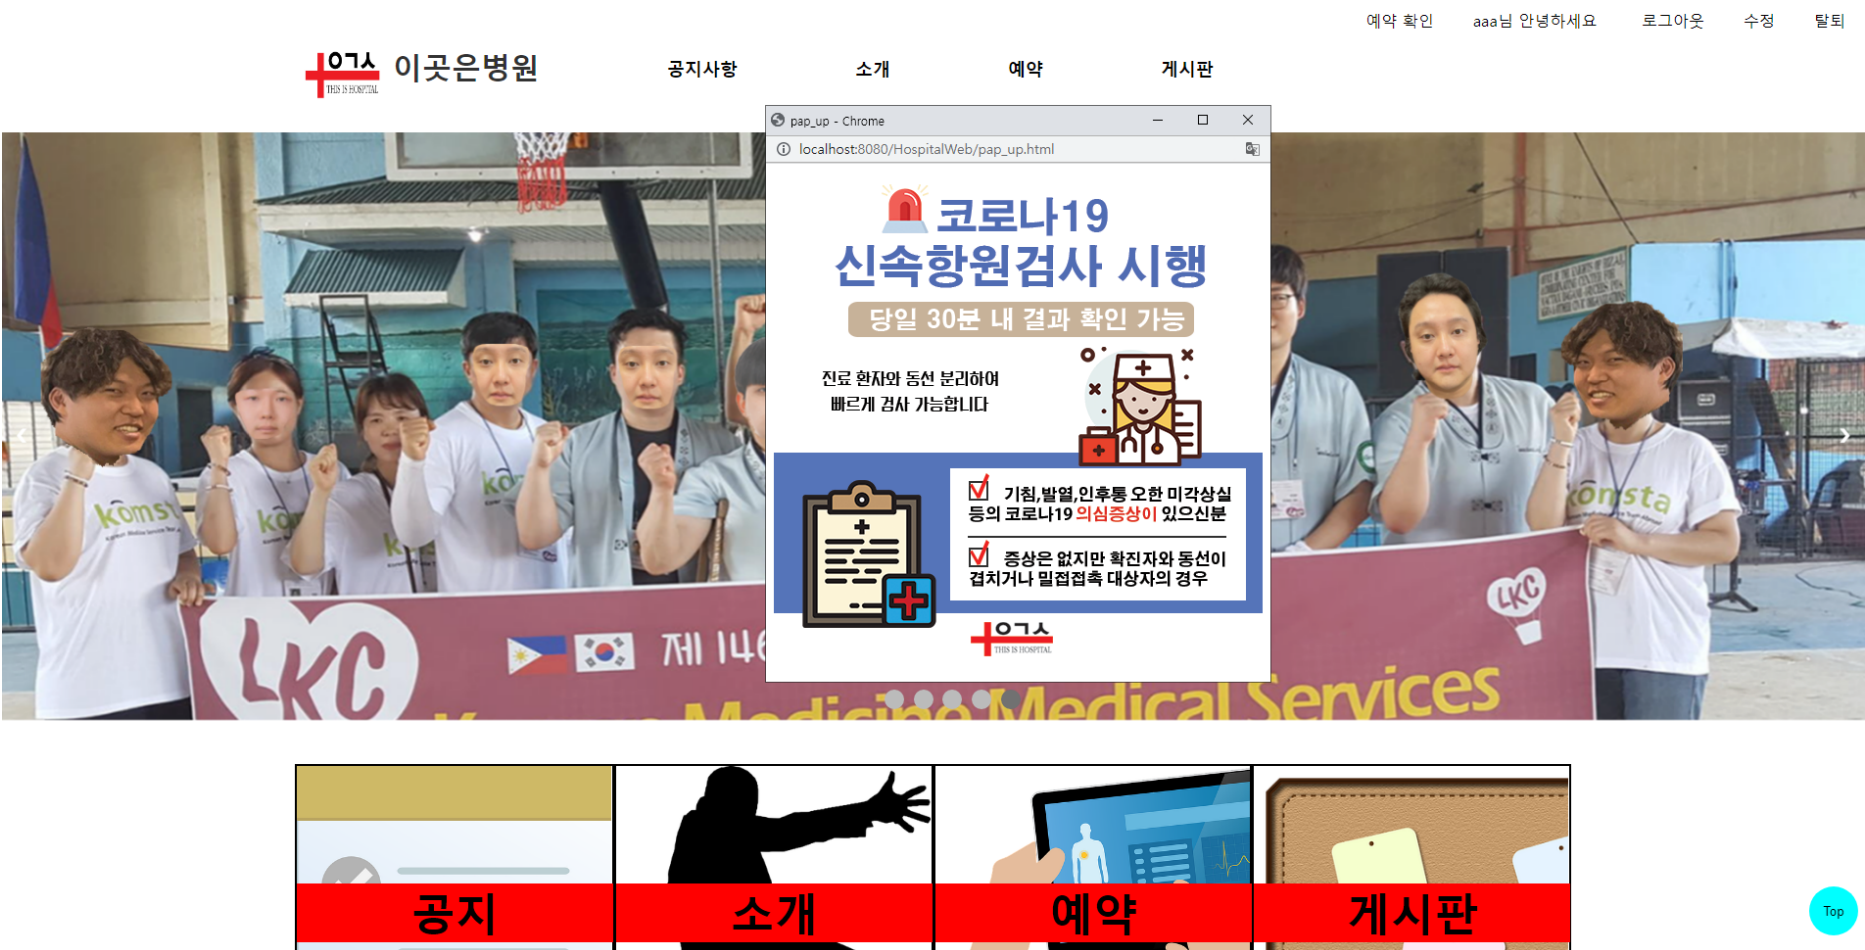 예약 확인 aaa님 안녕하세요 로그아웃 수정 탈퇴
ㅇㄱㅅ
THIS IS HOSPITAL
이곳은병원
공지사항 소개 예약 게시판
pap_up - Chrome
localhost:8080/HospitalWeb/pap_up.html
코로나19
신속항원검사 시행
당일 30분 내 결과 확인 가능
진료 환자와 동선 분리하여
빠르게 검사 가능합니다
기침,발열,인후통 오한 미각상실
등의 코로나19 의심증상이 있으신분
증상은 없지만 확진자와 동선이
겹치거나 밀접접촉 대상자의 경우
ㅇㄱㅅ
THIS IS HOSPITAL
komst
ko
k
ko
komsta
LKC
제 146
LKC
Medicine Medical Services
공지 소개 예약 게시판
Top